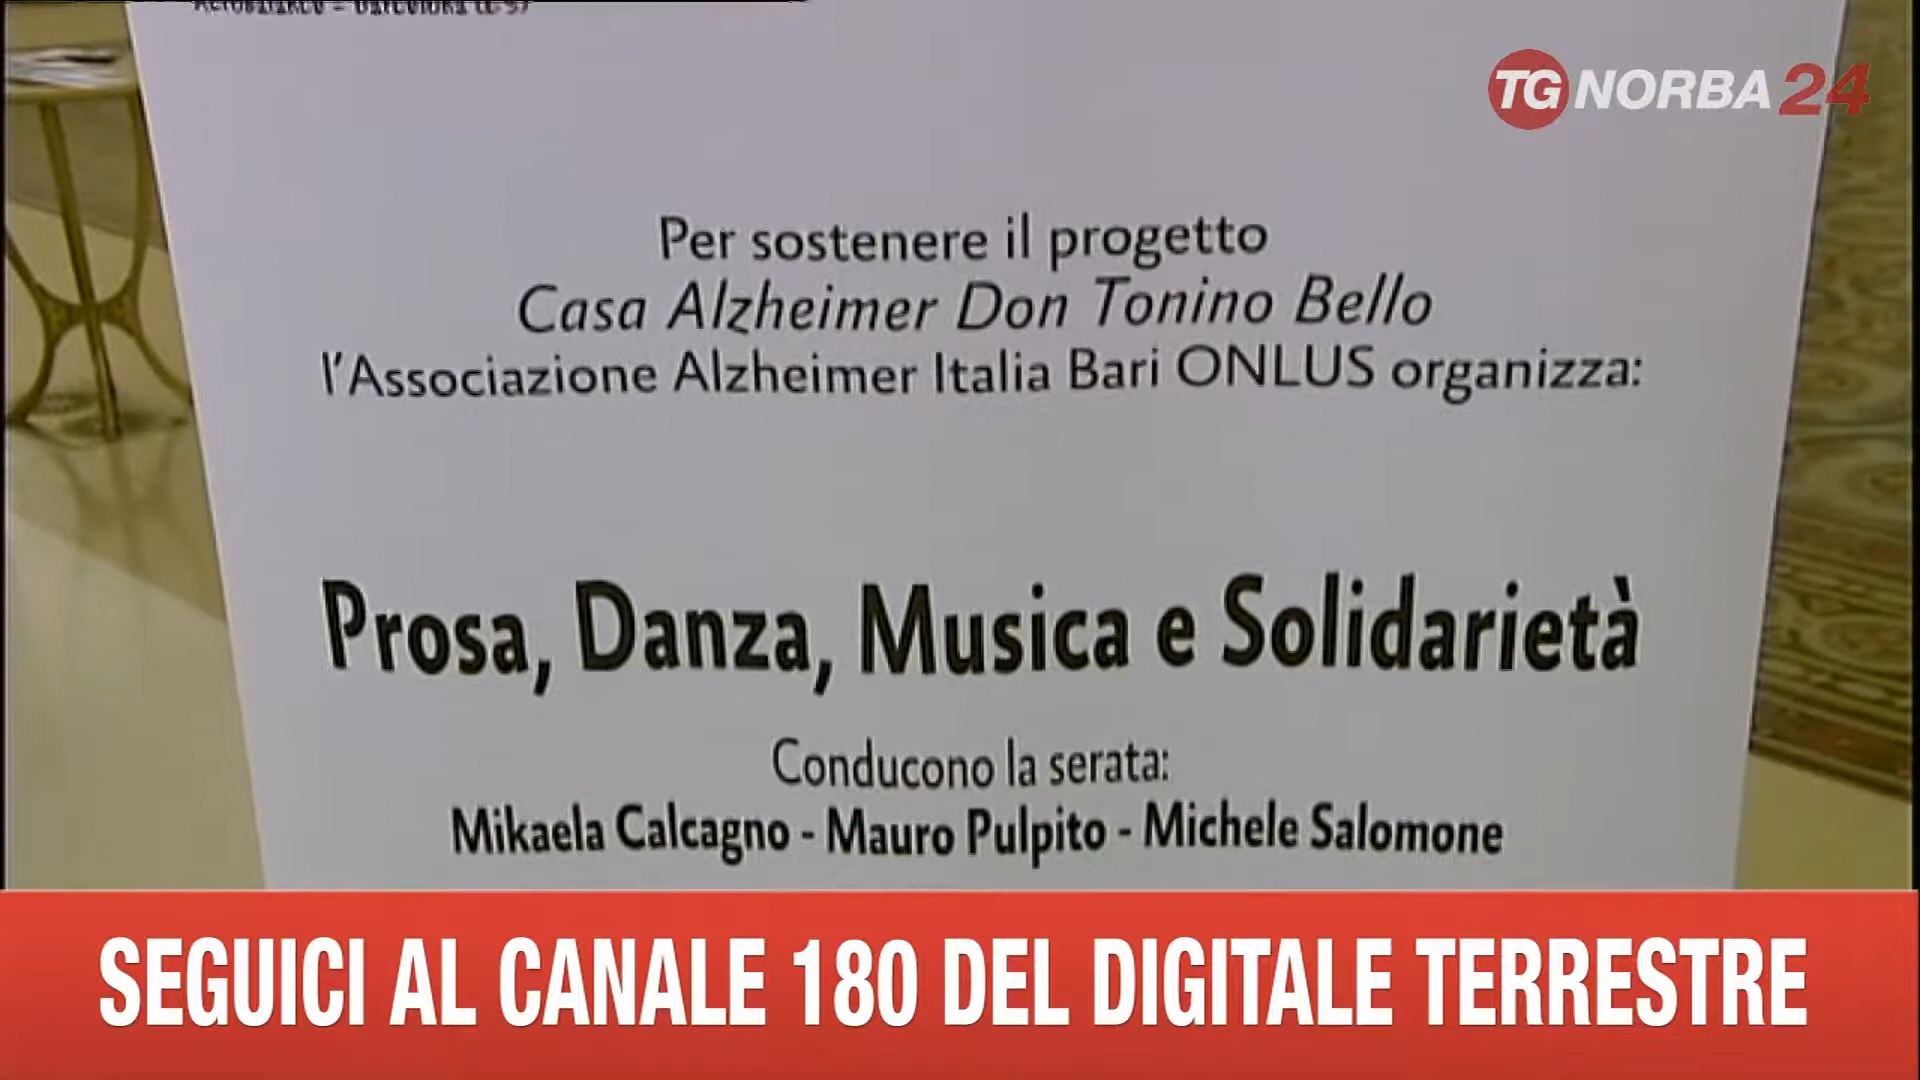 TG NORBA 24
Per sostenere il progetto
Casa Alzheimer Don Tonino Bello
l'Associazione Alzheimer Italia Bari ONLUS organizza:
Prosa, Danza, Musica e Solidarietà
Conducono la serata:
Mikaela Calcagno - Mauro Pulpito - Michele Salomone
SEGUICI AL CANALE 180 DEL DIGITALE TERRESTRE